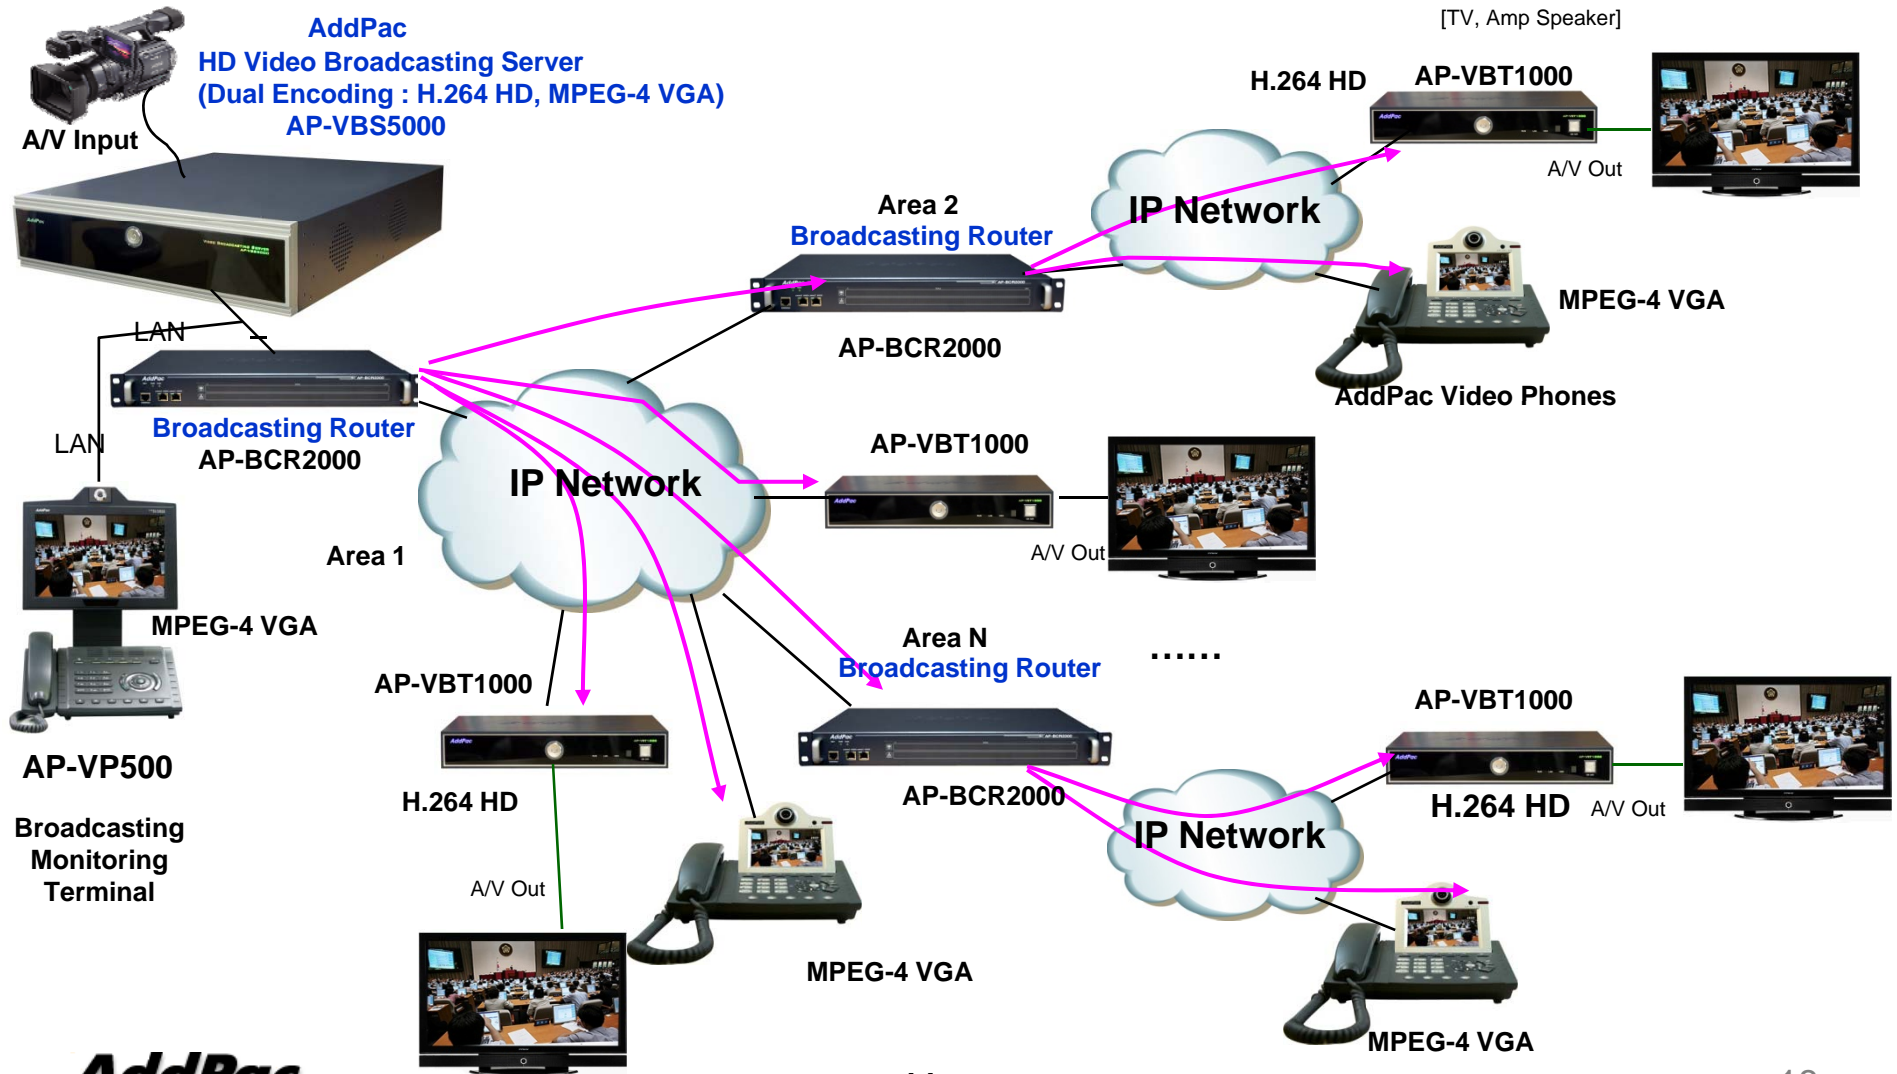 AddPac
HD Video Broadcasting Server
(Dual Encoding : H.264 HD, MPEG-4 VGA)
AP-VBS5000
A/V Input
[TV, Amp Speaker]
H.264 HD
AP-VBT1000
A/V Out
IP Network
Area 2
Broadcasting Router
AP-BCR2000
MPEG-4 VGA
AddPac Video Phones
LAN
Broadcasting Router
AP-BCR2000
LAN
IP Network
Area 1
AP-VBT1000
A/V Out
MPEG-4 VGA
AP-VP500
Broadcasting
Monitoring
Terminal
AP-VBT1000
H.264 HD
A/V Out
MPEG-4 VGA
Area N
Broadcasting Router
AP-BCR2000
......
AP-VBT1000
H.264 HD
A/V Out
IP Network
MPEG-4 VGA
AddPac